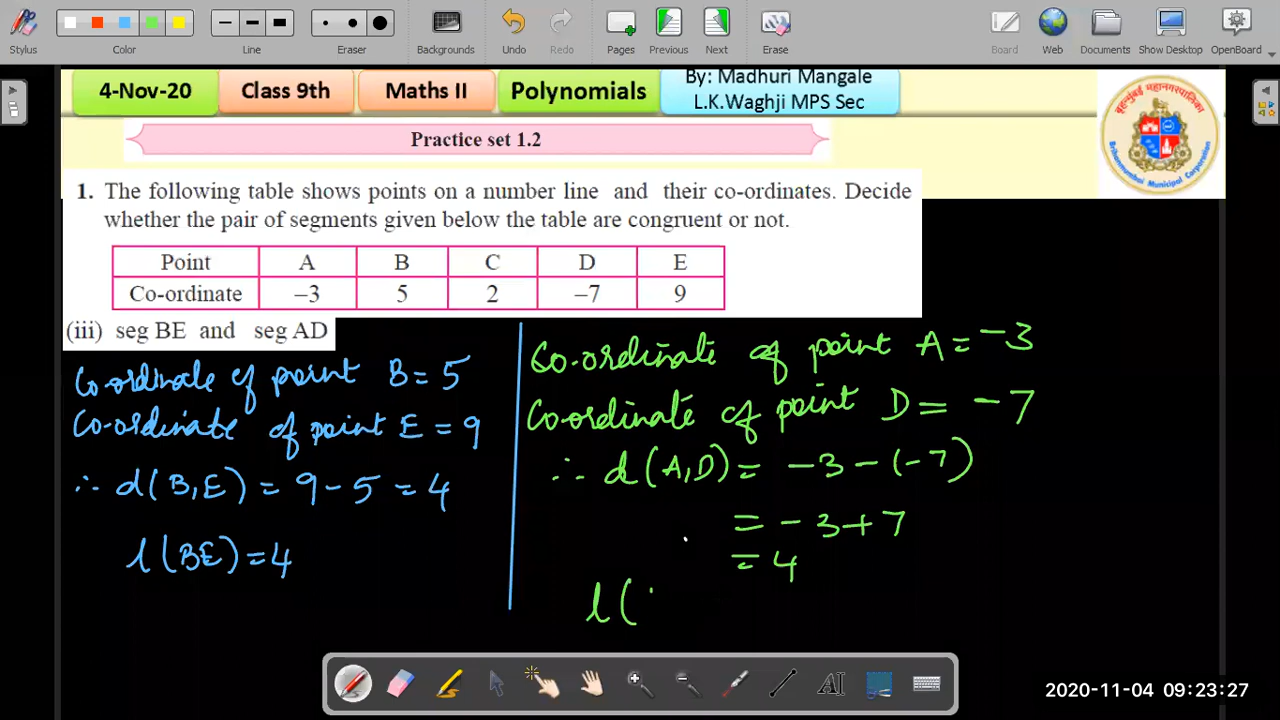 Stylus Color Line Eraser Backgrounds Undo Redo Pages Previous Next Erase Board Web Documents Show Desktop OpenBoard
4-Nov-20 Class 9th Maths II Polynomials By: Madhuri Mangale
L.K.Waghji MPS Sec
Practice set 1.2
1. The following table shows points on a number line and their co-ordinates. Decide
whether the pair of segments given below the table are congruent or not.
Point A B C D E
Co-ordinate –3 5 2 –7 9
(iii) seg BE and seg AD
Co-ordinate of point B = 5
Co-ordinate of point E = 9
∴ d(B,E) = 9 - 5 = 4
l(BE) = 4
Co-ordinate of point A = -3
Co-ordinate of point D = -7
∴ d(A,D) = -3 - (-7)
= -3 + 7
= 4
l(
2020-11-04 09:23:27